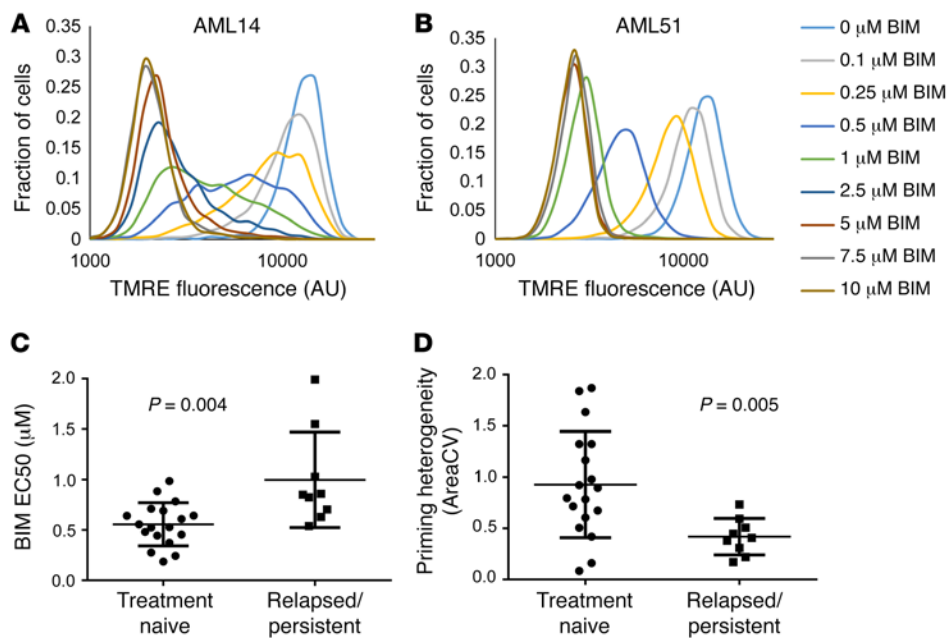 A
AML14
0.35
0.3
0.25
0.2
0.15
0.1
0.05
0
Fraction of cells
1000
10000
TMRE fluorescence (AU)
B
AML51
0.35
0.3
0.25
0.2
0.15
0.1
0.05
0
Fraction of cells
1000
10000
TMRE fluorescence (AU)
0 μM BIM
0.1 μM BIM
0.25 μM BIM
0.5 μM BIM
1 μM BIM
2.5 μM BIM
5 μM BIM
7.5 μM BIM
10 μM BIM
C
2.0
1.5
1.0
0.5
0.0
BIM EC50 (μM)
P = 0.004
Treatment
naive
Relapsed/
persistent
D
2.0
1.5
1.0
0.5
0.0
Priming heterogeneity
(AreaCV)
P = 0.005
Treatment
naive
Relapsed/
persistent